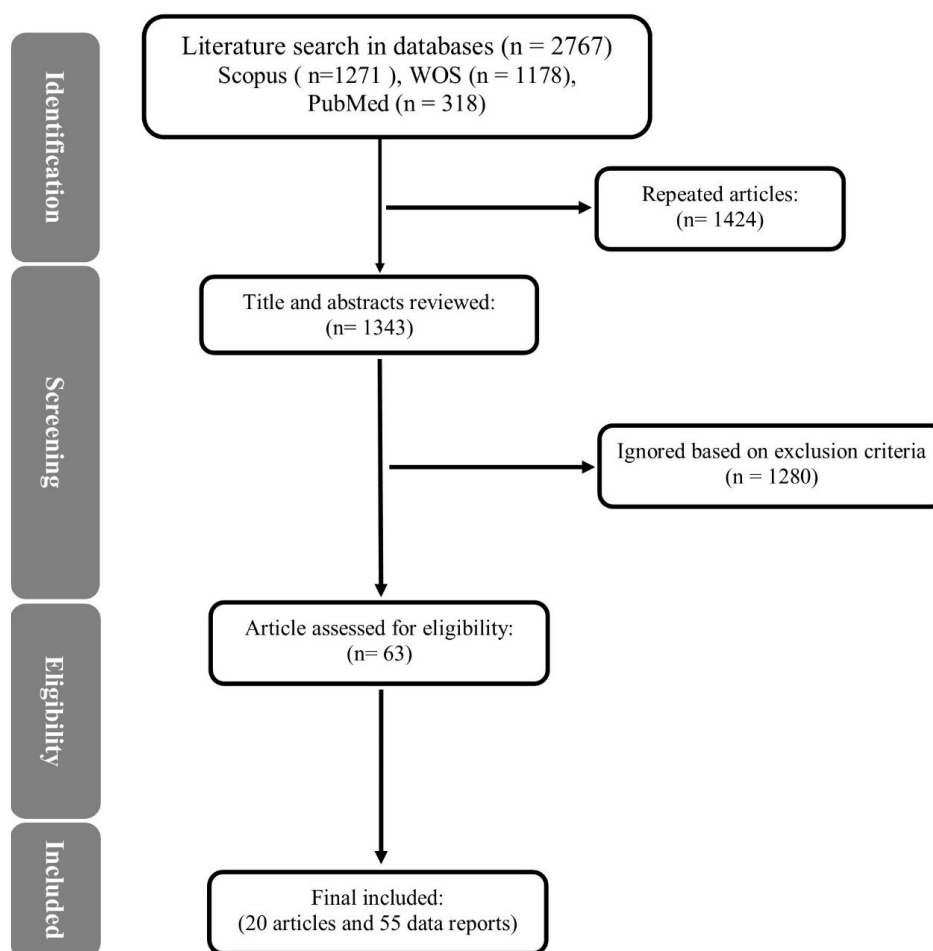 Identification
Literature search in databases (n = 2767)
Scopus ( n=1271 ), WOS (n = 1178),
PubMed (n = 318)
Repeated articles:
(n= 1424)
Screening
Title and abstracts reviewed:
(n= 1343)
Ignored based on exclusion criteria
(n = 1280)
Eligibility
Article assessed for eligibility:
(n= 63)
Included
Final included:
(20 articles and 55 data reports)